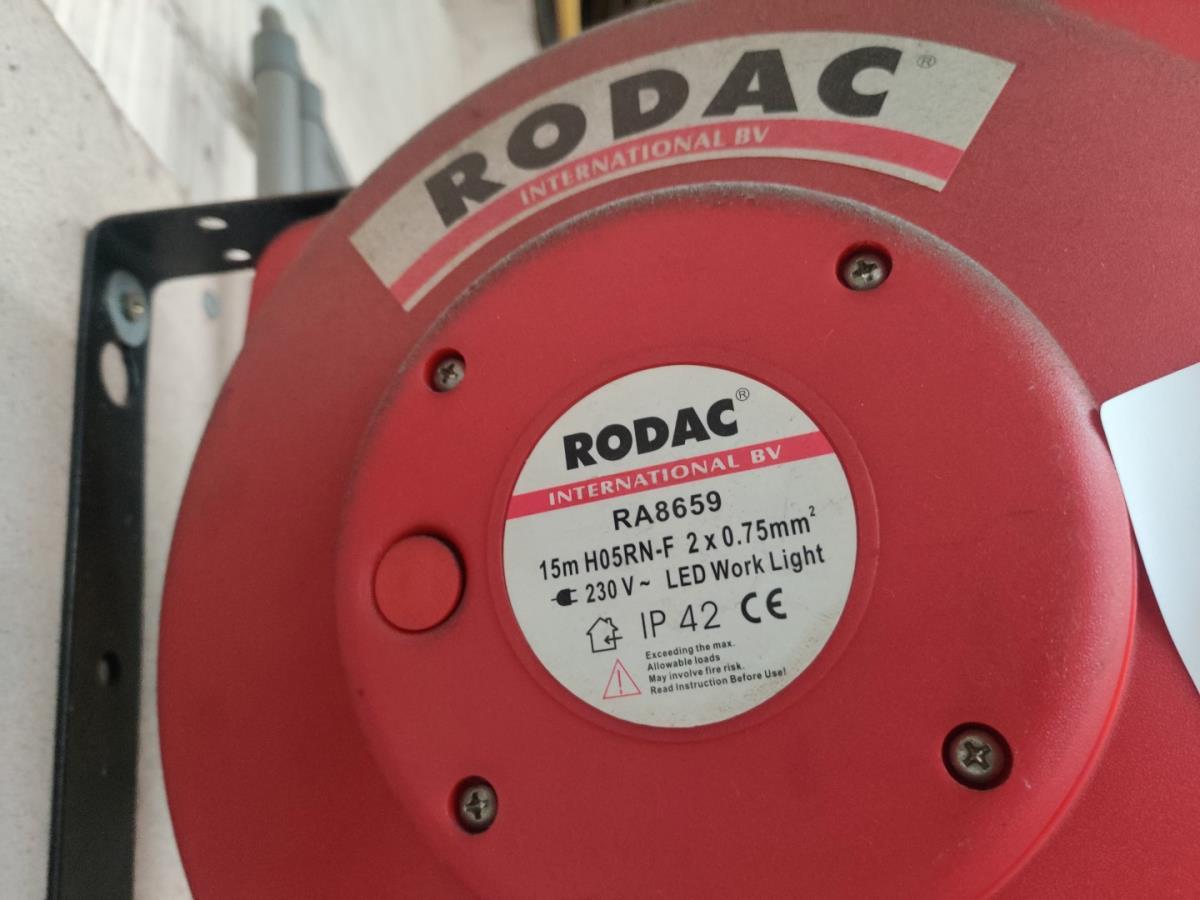 RODAC®
INTERNATIONAL BV
RODAC®
INTERNATIONAL BV
RA8659
15m H05RN-F 2 x 0.75mm²
230 V ~ LED Work Light
IP 42 CE
Exceeding the max.
Allowable loads
May involve fire risk.
Read Instruction Before Use!